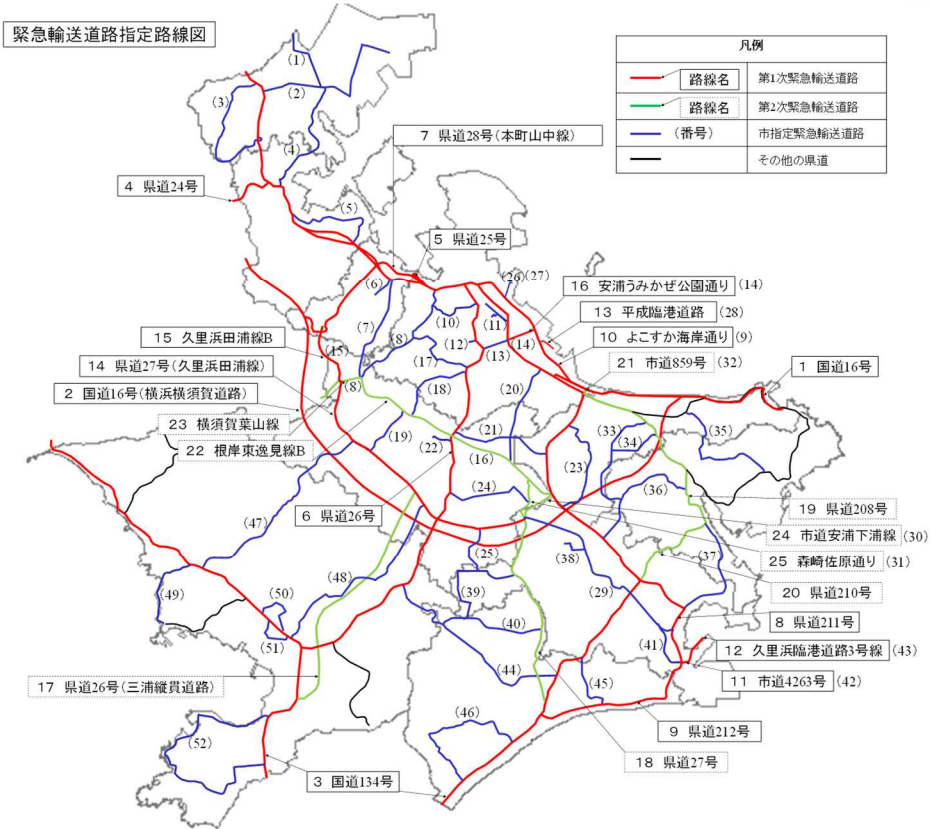 緊急輸送道路指定路線図
凡例
路線名 第1次緊急輸送道路
路線名 第2次緊急輸送道路
(番号) 市指定緊急輸送道路
その他の県道
(1)
(2)
(3)
(4)
7 県道28号(本町山中線)
4 県道24号
(5)
5 県道25号
(6)
(26)(27)
16 安浦うみかぜ公園通り (14)
13 平成臨港道路 (28)
10 よこすか海岸通り (9)
21 市道859号 (32)
1 国道16号
15 久里浜田浦線B
14 県道27号(久里浜田浦線)
2 国道16号(横浜横須賀道路)
23 横須賀葉山線
22 根岸東逸見線B
(7)
(8)
(10)
(11)
(12)
(13)
(14)
(15)
(8)
(17)
(18)
(20)
(19)
(22)
(21)
(16)
(23)
(33)
(34)
(35)
(24)
(36)
6 県道26号
19 県道208号
24 市道安浦下浦線 (30)
25 森崎佐原通り (31)
20 県道210号
(47)
(48)
(25)
(38)
(37)
(29)
(39)
(40)
(41)
8 県道211号
12 久里浜臨港道路3号線 (43)
11 市道4263号 (42)
(49)
(50)
(51)
(44)
(45)
(46)
17 県道26号(三浦縦貫道路)
9 県道212号
18 県道27号
(52)
3 国道134号